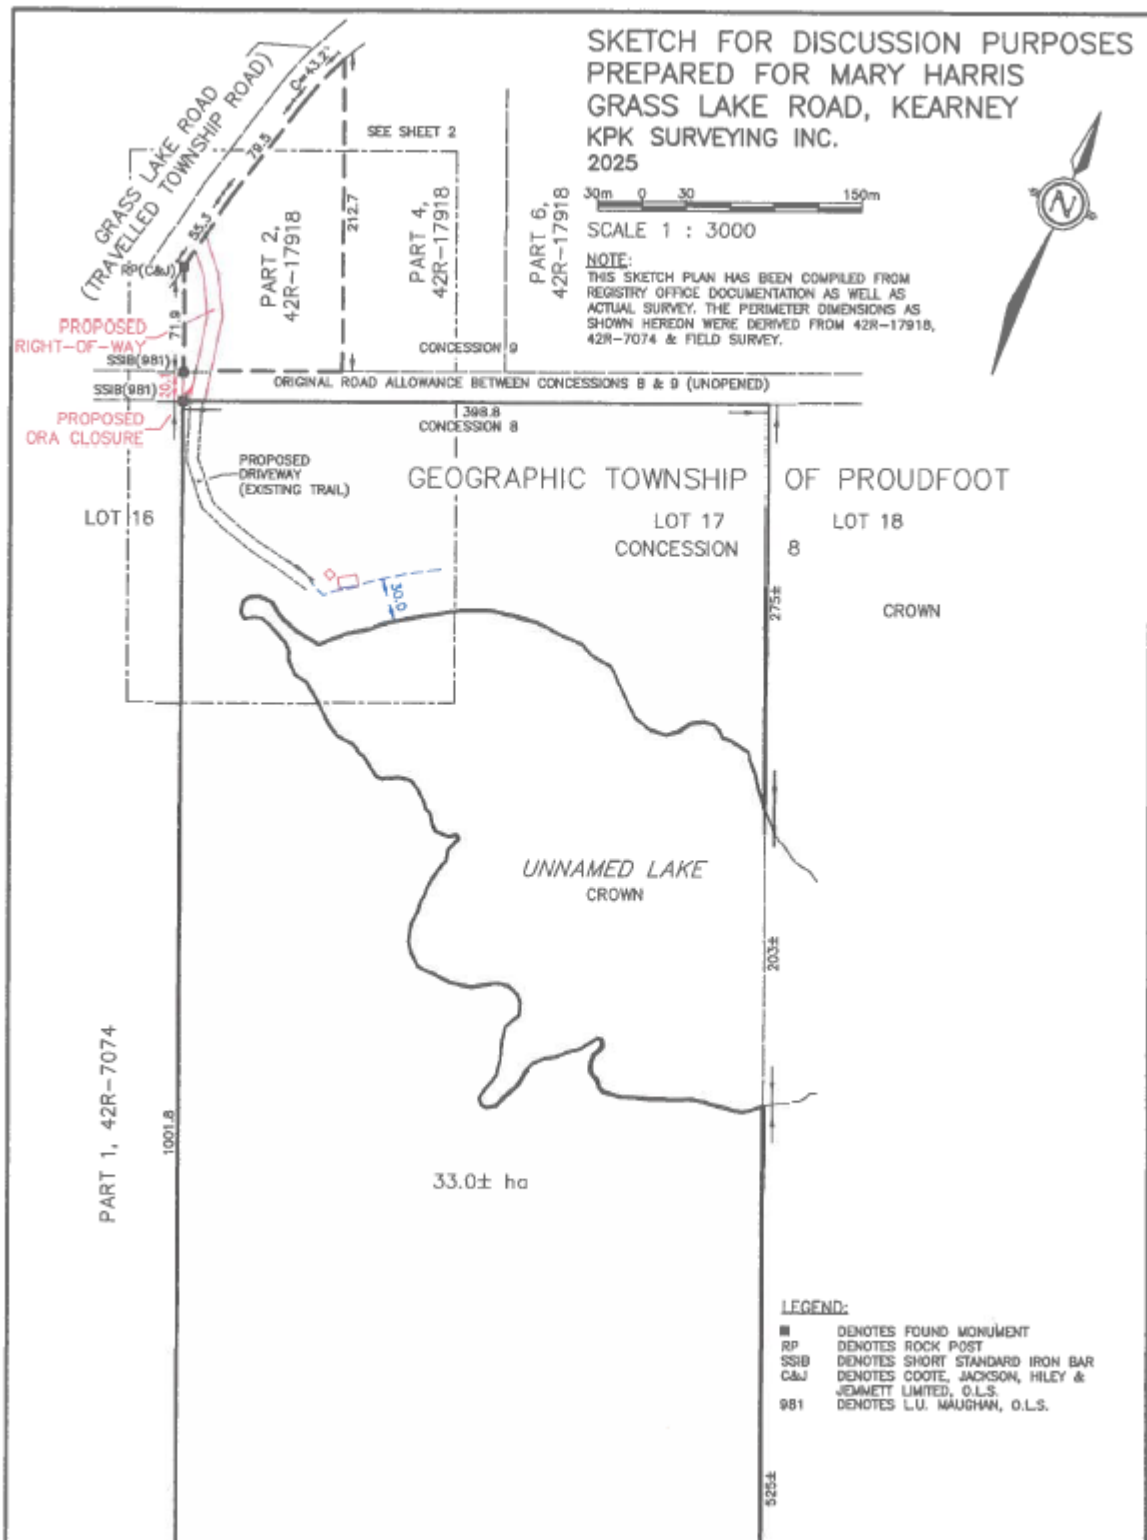 SKETCH FOR DISCUSSION PURPOSES
PREPARED FOR MARY HARRIS
GRASS LAKE ROAD, KEARNEY
KPK SURVEYING INC.
2025
30m 0 30 150m
SCALE 1 : 3000
NOTE:
THIS SKETCH PLAN HAS BEEN COMPILED FROM
REGISTRY OFFICE DOCUMENTATION AS WELL AS
ACTUAL SURVEY. THE PERIMETER DIMENSIONS AS
SHOWN HEREON WERE DERIVED FROM 42R-17918,
42R-7074 & FIELD SURVEY.
N
GRASS LAKE ROAD
(TRAVELLED TOWNSHIP ROAD)
C=43.2
79.5
55.3
SEE SHEET 2
212.7
PART 2,
42R-17918
PART 4,
42R-17918
PART 6,
42R-17918
RP(C&J)
71.9
PROPOSED
RIGHT-OF-WAY
SSIB(981)
CONCESSION 9
ORIGINAL ROAD ALLOWANCE BETWEEN CONCESSIONS 8 & 9 (UNOPENED)
SSIB(981)
20.1
398.8
CONCESSION 8
PROPOSED
ORA CLOSURE
PROPOSED
DRIVEWAY
(EXISTING TRAIL)
GEOGRAPHIC TOWNSHIP OF PROUDFOOT
LOT 16
LOT 17
LOT 18
CONCESSION 8
30.0
275±
CROWN
UNNAMED LAKE
CROWN
203±
PART 1, 42R-7074
1001.8
33.0± ha
525±
LEGEND:
DENOTES FOUND MONUMENT
RP DENOTES ROCK POST
SSIB DENOTES SHORT STANDARD IRON BAR
C&J DENOTES COOTE, JACKSON, HILEY &
JEMMETT LIMITED, O.L.S.
981 DENOTES L.U. MAUGHAN, O.L.S.